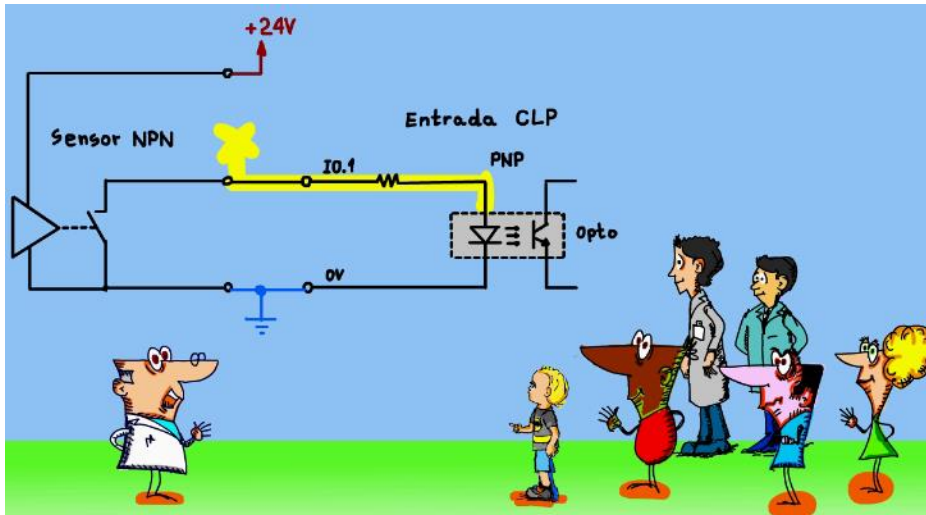 +24V
Sensor NPN
Entrada CLP
I0.1
PNP
Opto
0V